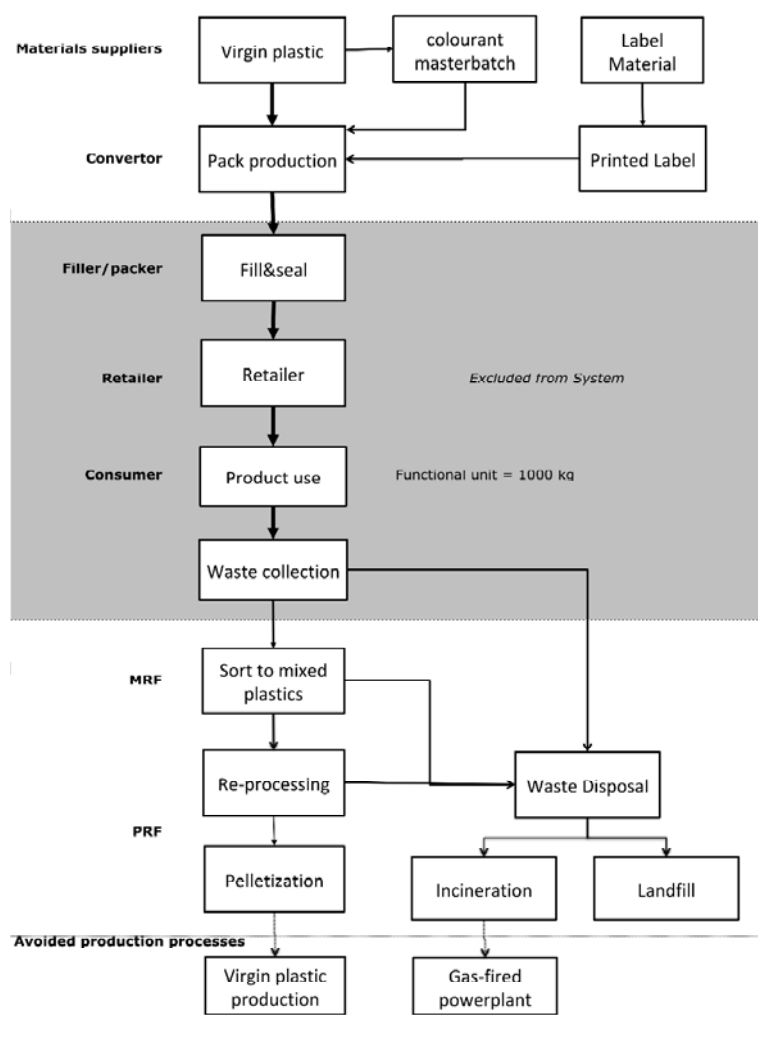 Materials suppliers
Virgin plastic
colourant
masterbatch
Label
Material
Convertor
Pack production
Printed Label
Filler/packer
Fill&seal
Retailer
Retailer
Excluded from System
Consumer
Product use
Functional unit = 1000 kg
Waste collection
MRF
Sort to mixed
plastics
Re-processing
Waste Disposal
PRF
Pelletization
Incineration
Landfill
Avoided production processes
Virgin plastic
production
Gas-fired
powerplant